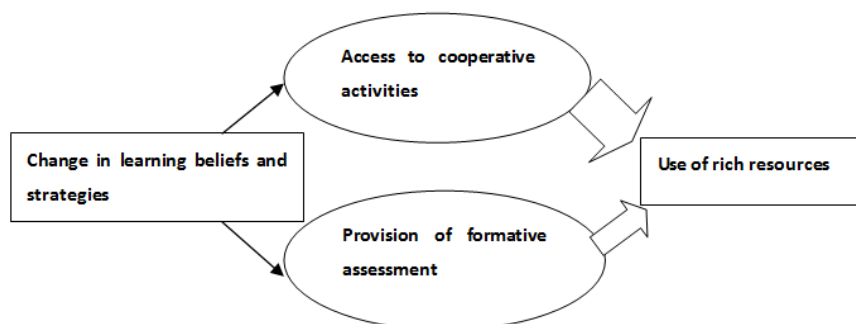 Access to cooperative
activities
Change in learning beliefs and
strategies
Use of rich resources
Provision of formative
assessment